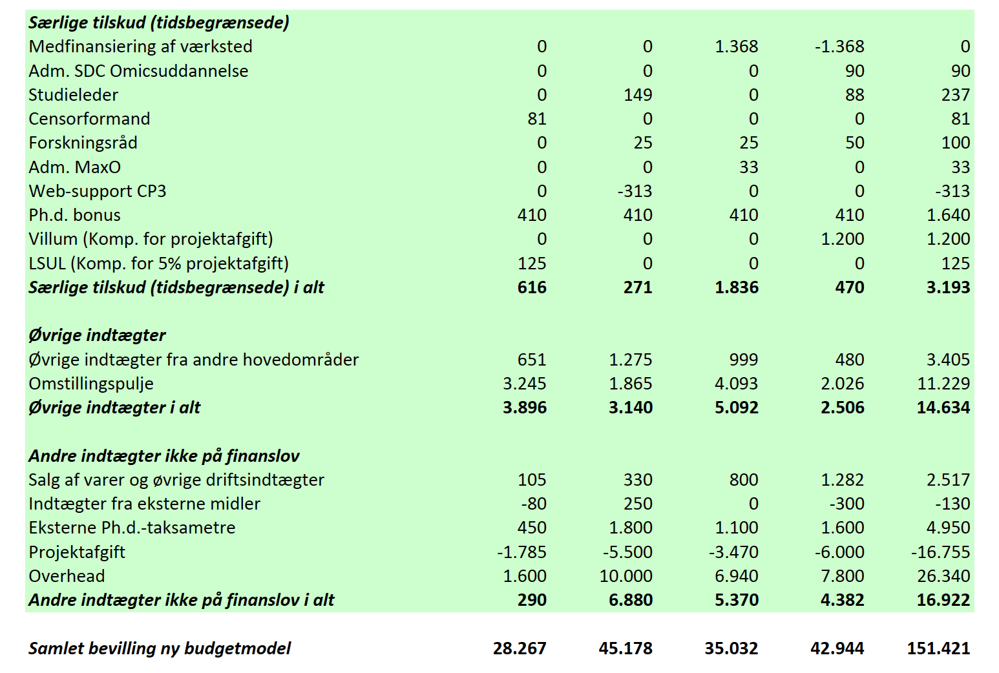 Særlige tilskud (tidsbegrænsede)
Medfinansiering af værksted 0 0 1.368 -1.368 0
Adm. SDC Omicsuddannelse 0 0 0 90 90
Studieleder 0 149 0 88 237
Censorformand 81 0 0 0 81
Forskningsråd 0 25 25 50 100
Adm. MaxO 0 0 33 0 33
Web-support CP3 0 -313 0 0 -313
Ph.d. bonus 410 410 410 410 1.640
Villum (Komp. for projektafgift) 0 0 0 1.200 1.200
LSUL (Komp. for 5% projektafgift) 125 0 0 0 125
Særlige tilskud (tidsbegrænsede) i alt 616 271 1.836 470 3.193
Øvrige indtægter
Øvrige indtægter fra andre hovedområder 651 1.275 999 480 3.405
Omstillingspulje 3.245 1.865 4.093 2.026 11.229
Øvrige indtægter i alt 3.896 3.140 5.092 2.506 14.634
Andre indtægter ikke på finanslov
Salg af varer og øvrige driftsindtægter 105 330 800 1.282 2.517
Indtægter fra eksterne midler -80 250 0 -300 -130
Eksterne Ph.d.-taksametre 450 1.800 1.100 1.600 4.950
Projektafgift -1.785 -5.500 -3.470 -6.000 -16.755
Overhead 1.600 10.000 6.940 7.800 26.340
Andre indtægter ikke på finanslov i alt 290 6.880 5.370 4.382 16.922
Samlet bevilling ny budgetmodel 28.267 45.178 35.032 42.944 151.421